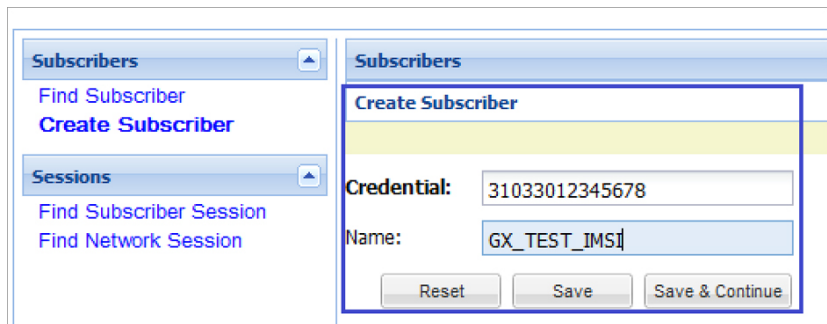 Subscribers
Find Subscriber
Create Subscriber
Sessions
Find Subscriber Session
Find Network Session
Subscribers
Create Subscriber
Credential: 31033012345678
Name: GX_TEST_IMSI
Reset Save Save & Continue